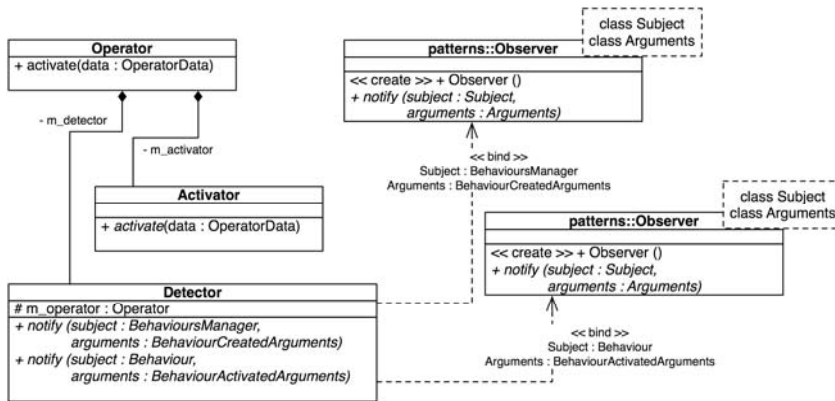 Operator
+ activate(data : OperatorData)
- m_detector
- m_activator
Activator
+ activate(data : OperatorData)
class Subject
class Arguments
patterns::Observer
<< create >> + Observer ()
+ notify (subject : Subject,
arguments : Arguments)
<< bind >>
Subject : BehavioursManager
Arguments : BehaviourCreatedArguments
class Subject
class Arguments
patterns::Observer
<< create >> + Observer ()
+ notify (subject : Subject,
arguments : Arguments)
<< bind >>
Subject : Behaviour
Arguments : BehaviourActivatedArguments
Detector
# m_operator : Operator
+ notify (subject : BehavioursManager,
arguments : BehaviourCreatedArguments)
+ notify (subject : Behaviour,
arguments : BehaviourActivatedArguments)